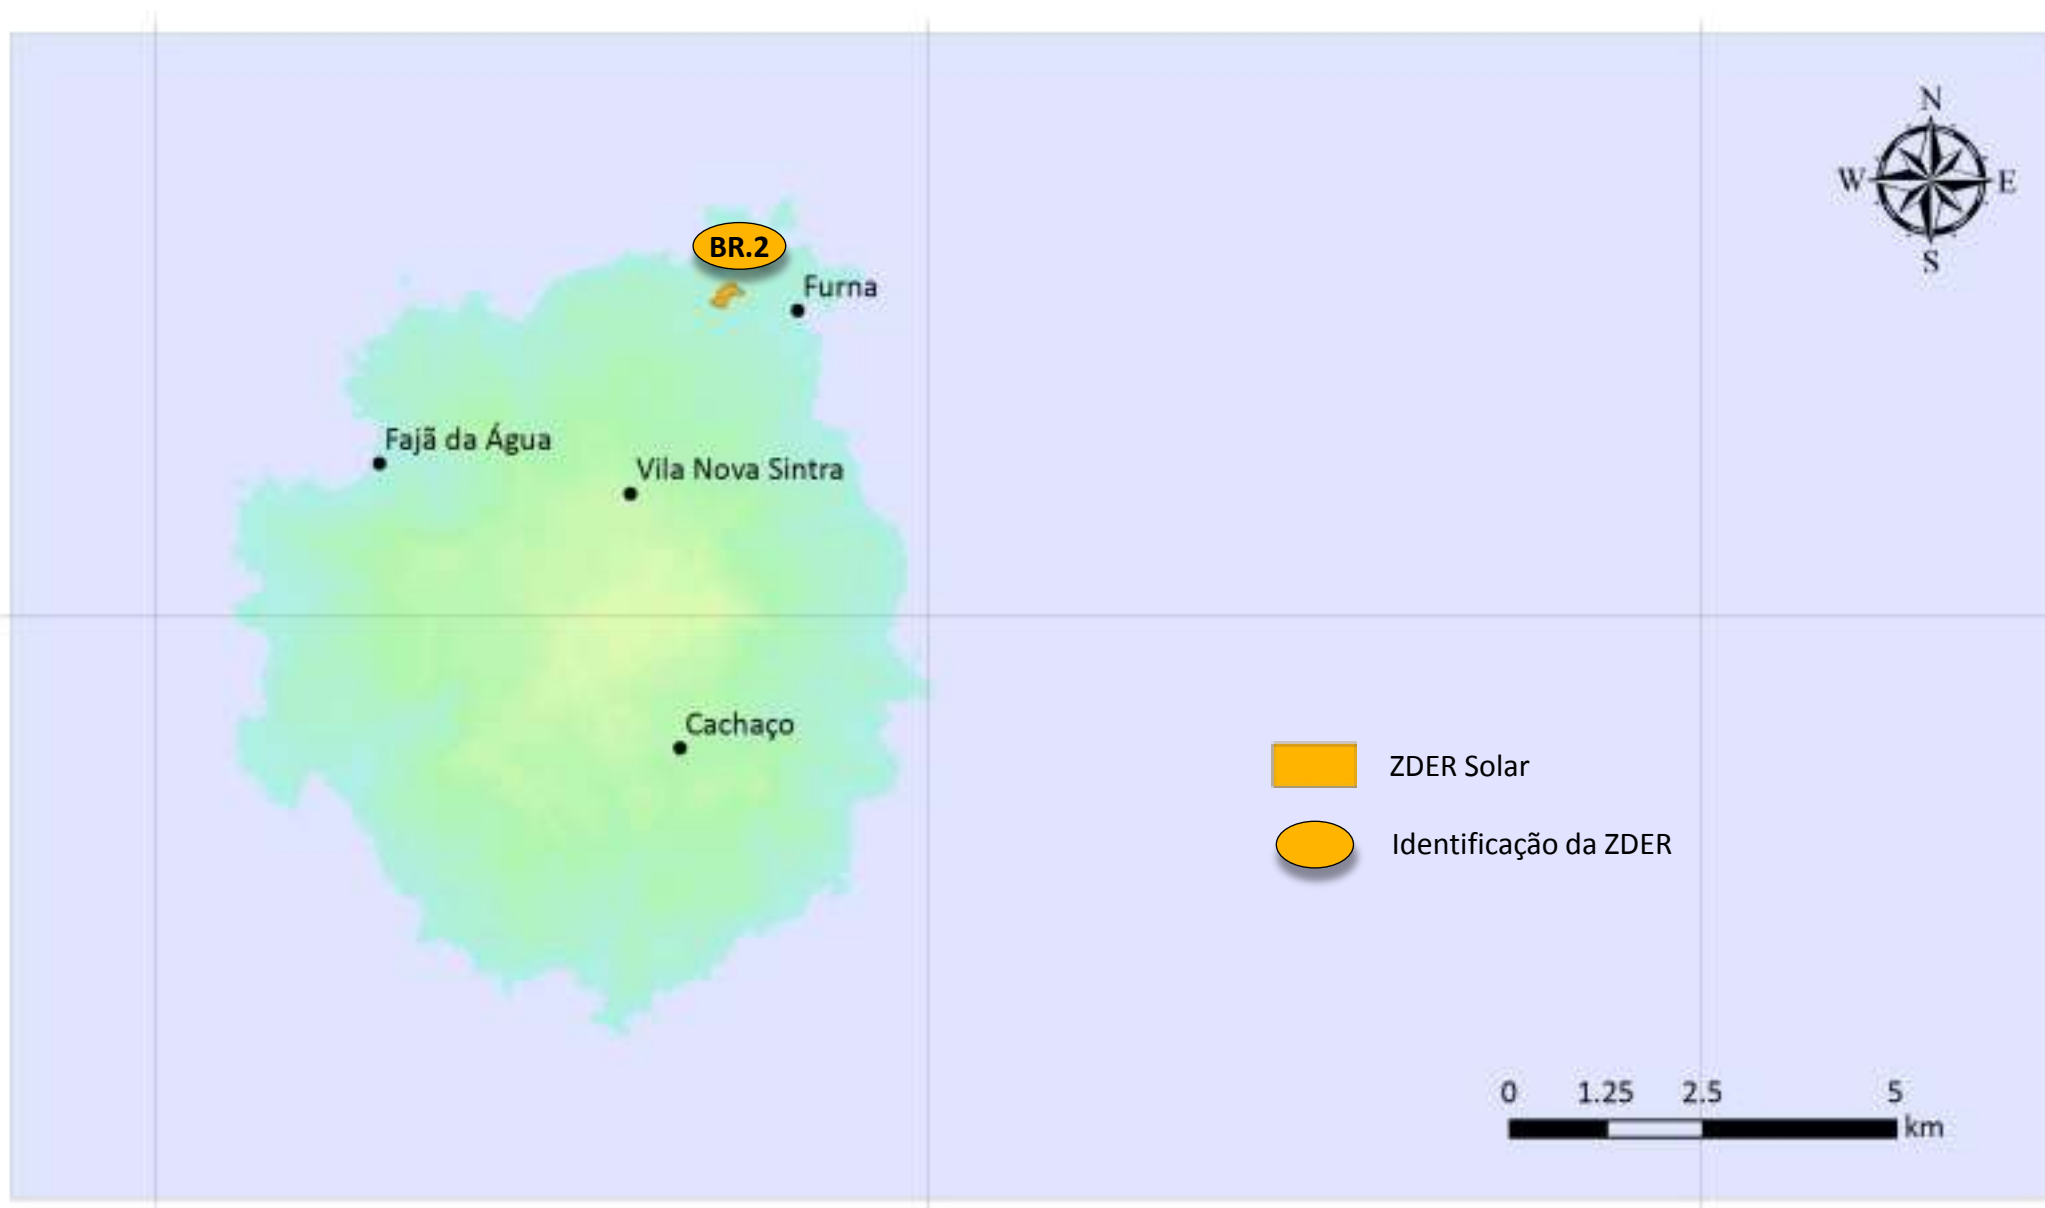 N
W E
S
BR.2
Furna
Fajã da Água
Vila Nova Sintra
Cachaço
ZDER Solar
Identificação da ZDER
0 1.25 2.5 5
km